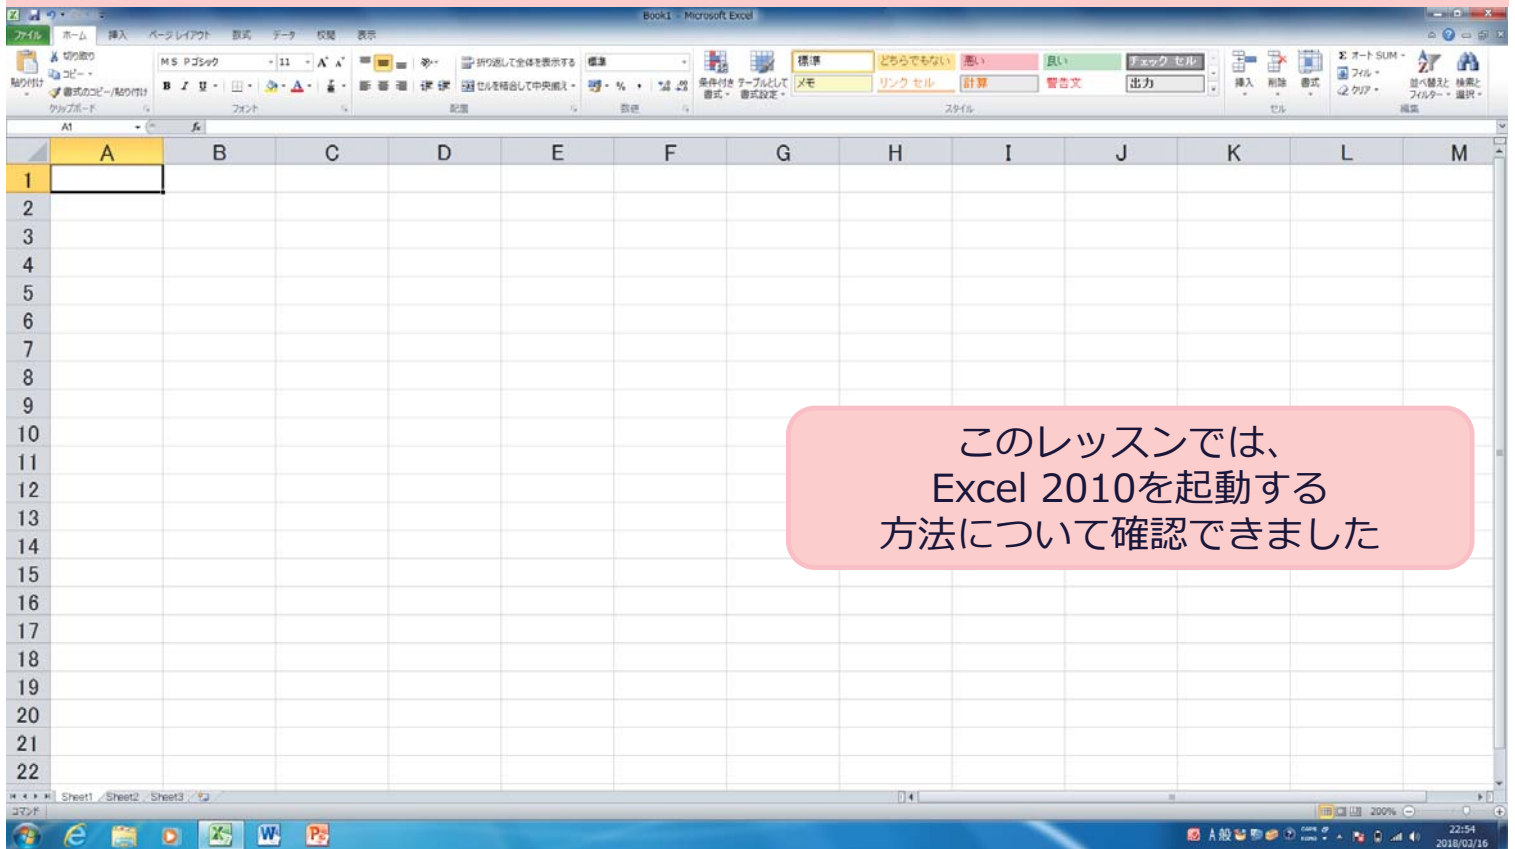 Book1 - Microsoft Excel
ファイル ホーム 挿入 ページレイアウト 数式 データ 校閲 表示
貼り付け
切り取り
コピー
書式のコピー/貼り付け
クリップボード
MS Pゴシック 11
B I U
フォント
折り返して全体を表示する
セルを結合して中央揃え
配置
標準
%
数値
条件付き書式
テーブルとして書式設定
標準 どちらでもない 悪い 良い チェック セル
メモ リンク セル 計算 警告文 出力
スタイル
挿入 削除 書式
セル
Σ オート SUM
フィル
クリア
並べ替えと フィルター
検索と 選択
編集
A1 fx
A B C D E F G H I J K L M
1
2
3
4
5
6
7
8
9
10
11
12
13
14
15
16
17
18
19
20
21
22
このレッスンでは、
Excel 2010を起動する
方法について確認できました
Sheet1 Sheet2 Sheet3
コマンド 200%
A 般 CAPS KANA 22:54
2018/03/16